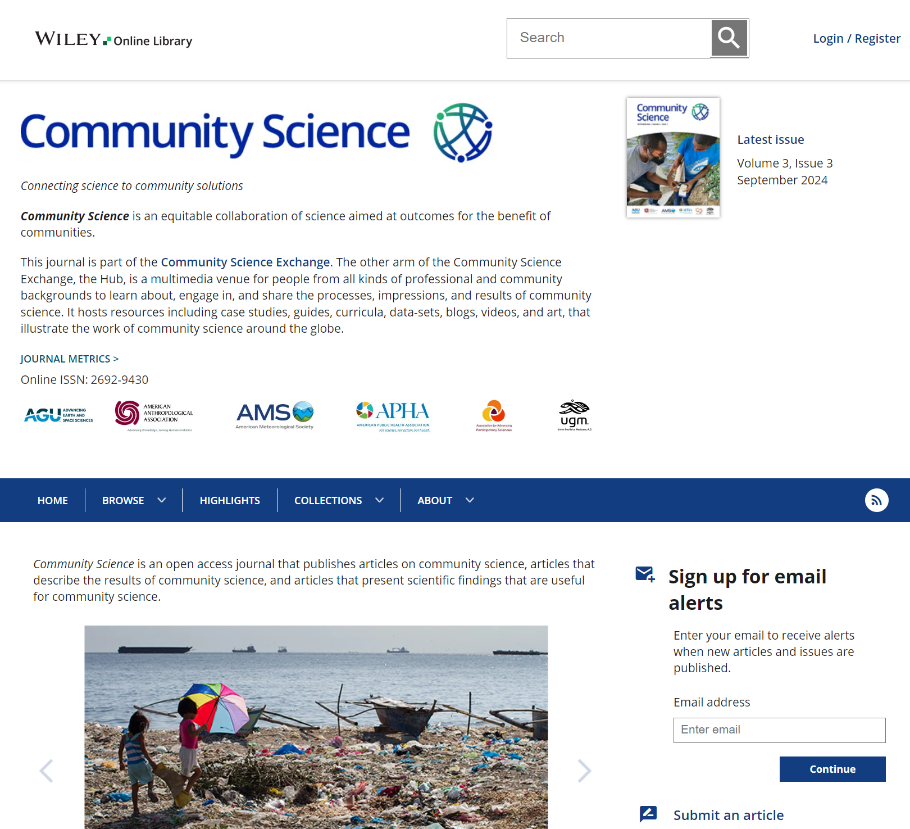 WILEY Online Library
Search
Login / Register
Community Science
Community Science
Latest issue
Volume 3, Issue 3
September 2024
Connecting science to community solutions
Community Science is an equitable collaboration of science aimed at outcomes for the benefit of
communities.
This journal is part of the Community Science Exchange. The other arm of the Community Science
Exchange, the Hub, is a multimedia venue for people from all kinds of professional and community
backgrounds to learn about, engage in, and share the processes, impressions, and results of community
science. It hosts resources including case studies, guides, curricula, data-sets, blogs, videos, and art, that
illustrate the work of community science around the globe.
JOURNAL METRICS >
Online ISSN: 2692-9430
AGU ADVANCING EARTH AND SPACE SCIENCES
AMERICAN ANTHROPOLOGICAL ASSOCIATION
AMS
American Meteorological Society
APHA
AMERICAN PUBLIC HEALTH ASSOCIATION
ugm
HOME
BROWSE
HIGHLIGHTS
COLLECTIONS
ABOUT
Community Science is an open access journal that publishes articles on community science, articles that
describe the results of community science, and articles that present scientific findings that are useful
for community science.
Sign up for email
alerts
Enter your email to receive alerts
when new articles and issues are
published.
Email address
Enter email
Continue
Submit an article